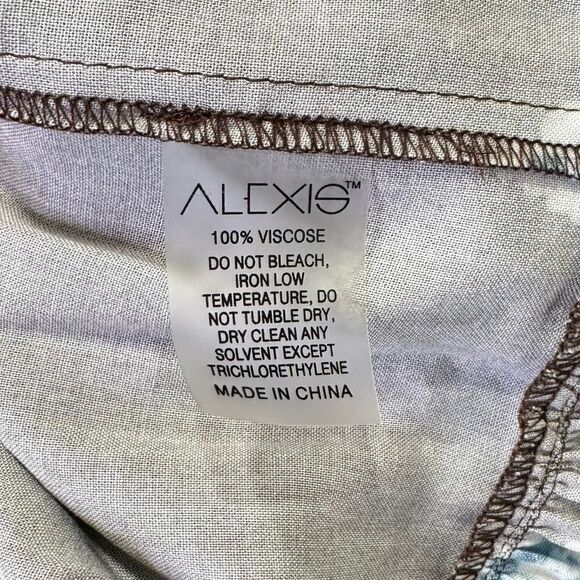 ALEXIS™
100% VISCOSE
DO NOT BLEACH,
IRON LOW
TEMPERATURE, DO
NOT TUMBLE DRY,
DRY CLEAN ANY
SOLVENT EXCEPT
TRICHLORETHYLENE
MADE IN CHINA